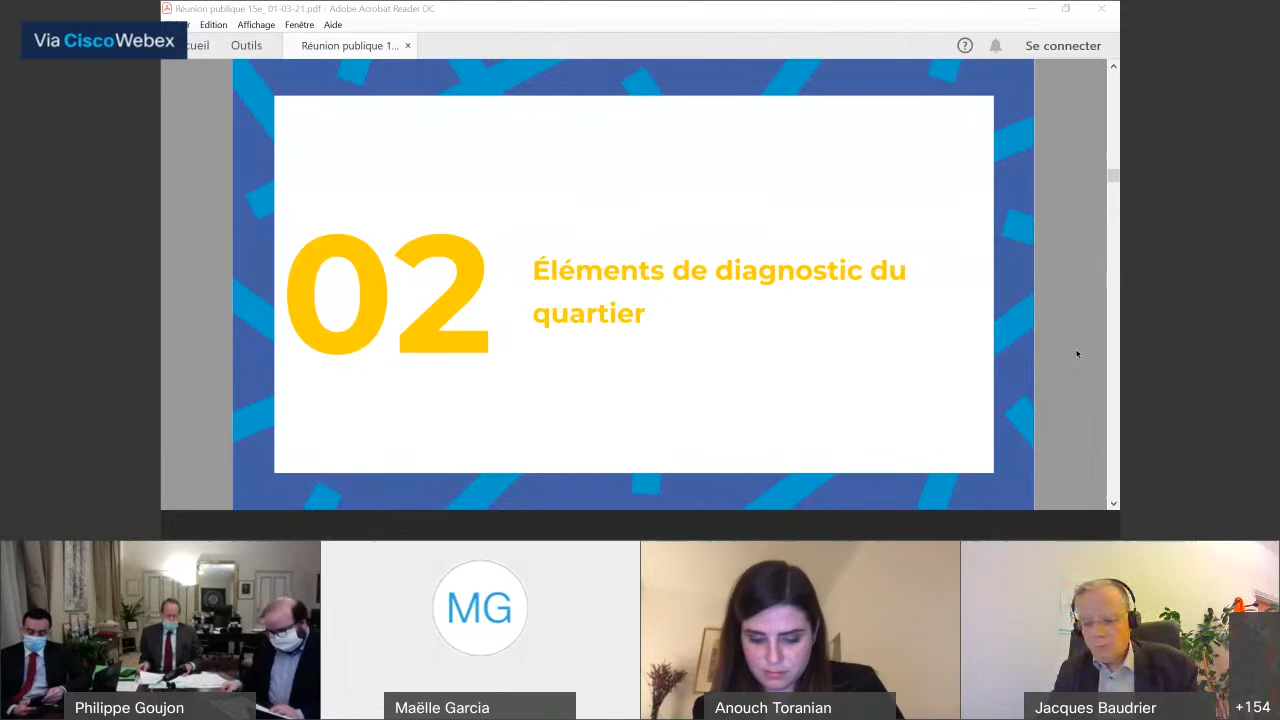 Réunion publique 15e_01-03-21.pdf - Adobe Acrobat Reader DC
Edition Affichage Fenêtre Aide
Via CiscoWebex
Outils
Réunion publique 1... ×
? Se connecter
02
Éléments de diagnostic du
quartier
MG
Philippe Goujon
Maëlle Garcia
Anouch Toranian
Jacques Baudrier
+154